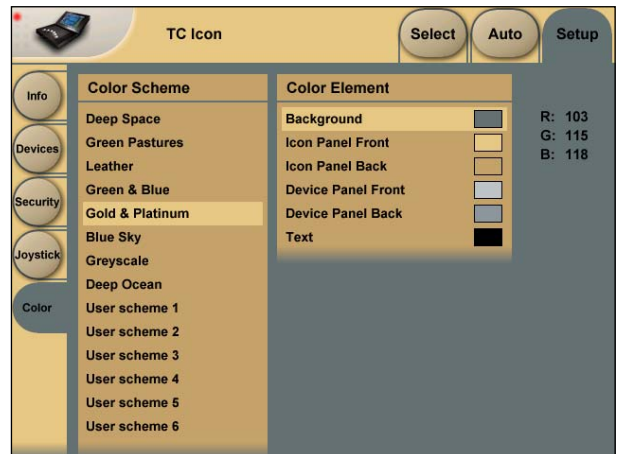 TC Icon
Select
Auto
Setup
Info
Devices
Security
Joystick
Color
Color Scheme
Deep Space
Green Pastures
Leather
Green & Blue
Gold & Platinum
Blue Sky
Greyscale
Deep Ocean
User scheme 1
User scheme 2
User scheme 3
User scheme 4
User scheme 5
User scheme 6
Color Element
Background
Icon Panel Front
Icon Panel Back
Device Panel Front
Device Panel Back
Text
R: 103
G: 115
B: 118